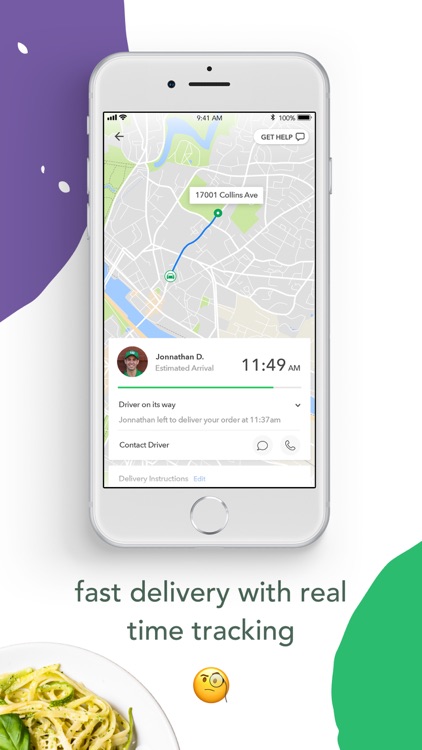 9:41 AM 100%
GET HELP
17001 Collins Ave
Jonnathan D.
Estimated Arrival
11:49 AM
Driver on its way
Jonnathan left to deliver your order at 11:37am
Contact Driver
Delivery Instructions Edit
fast delivery with real
time tracking